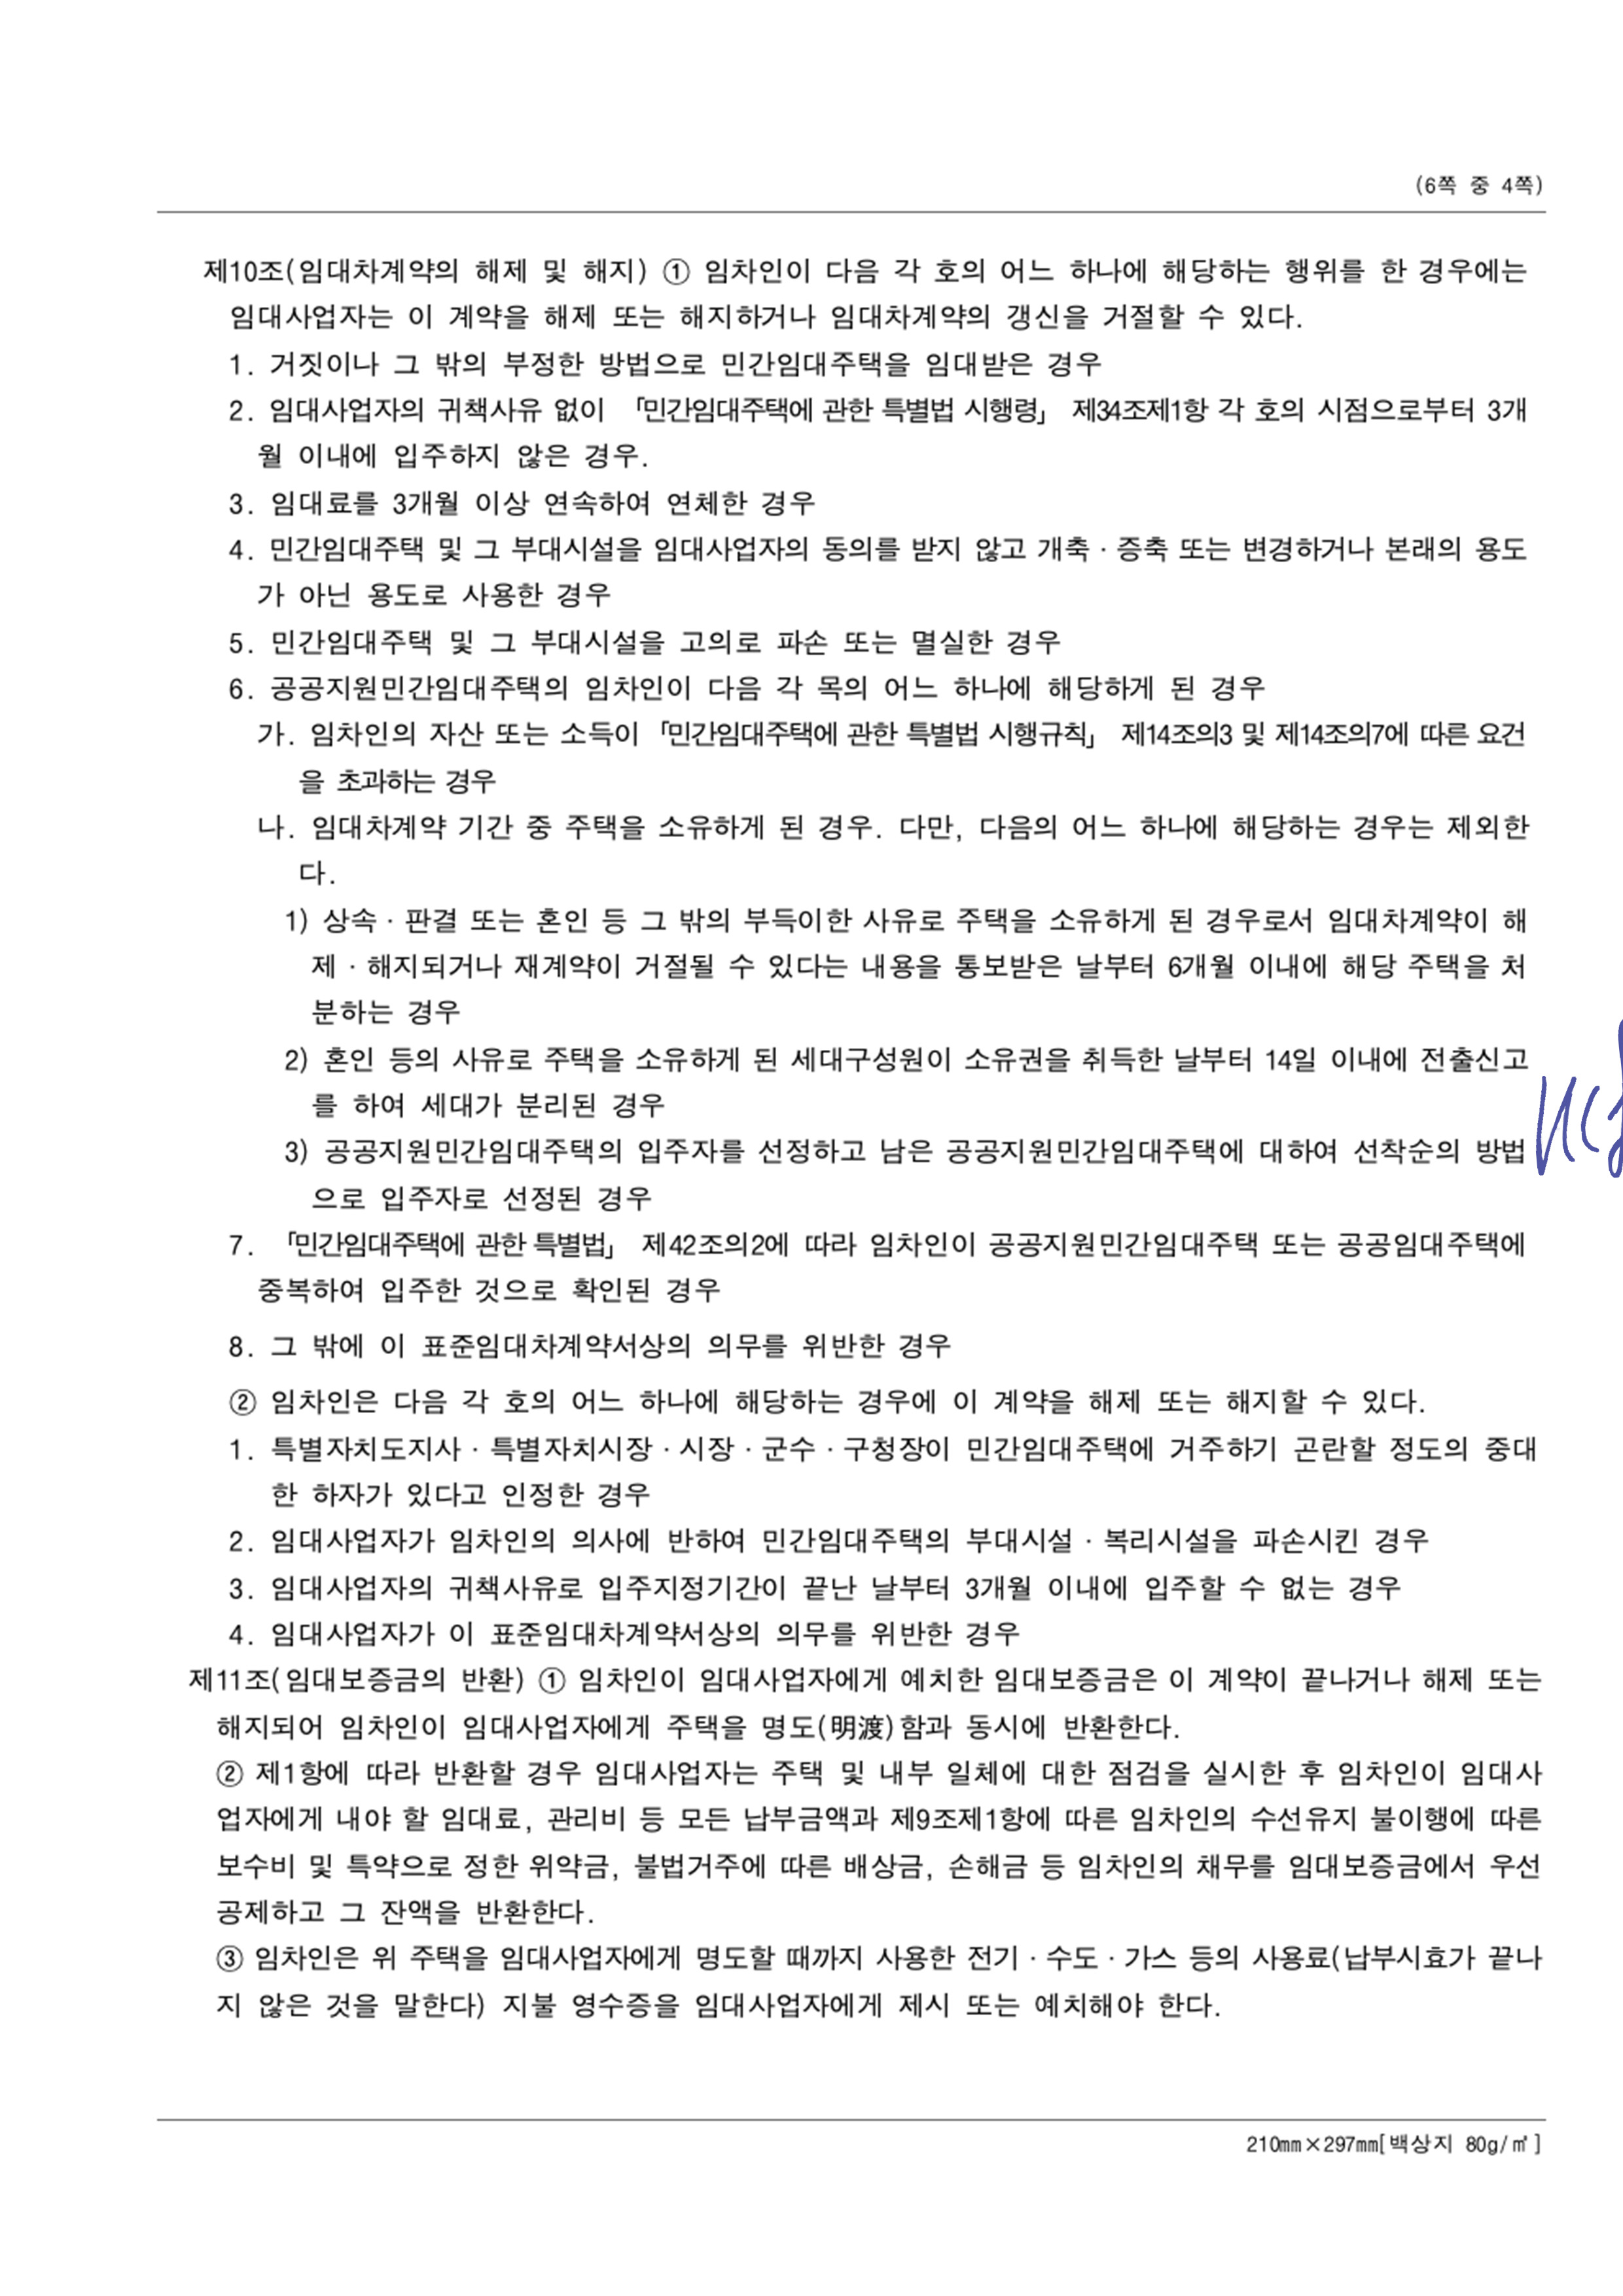 (6쪽 중 4쪽)
제10조(임대차계약의 해제 및 해지) ① 임차인이 다음 각 호의 어느 하나에 해당하는 행위를 한 경우에는
임대사업자는 이 계약을 해제 또는 해지하거나 임대차계약의 갱신을 거절할 수 있다.
1. 거짓이나 그 밖의 부정한 방법으로 민간임대주택을 임대받은 경우
2. 임대사업자의 귀책사유 없이 「민간임대주택에 관한 특별법 시행령」 제34조제1항 각 호의 시점으로부터 3개
월 이내에 입주하지 않은 경우.
3. 임대료를 3개월 이상 연속하여 연체한 경우
4. 민간임대주택 및 그 부대시설을 임대사업자의 동의를 받지 않고 개축ㆍ증축 또는 변경하거나 본래의 용도
가 아닌 용도로 사용한 경우
5. 민간임대주택 및 그 부대시설을 고의로 파손 또는 멸실한 경우
6. 공공지원민간임대주택의 임차인이 다음 각 목의 어느 하나에 해당하게 된 경우
가. 임차인의 자산 또는 소득이 「민간임대주택에 관한 특별법 시행규칙」 제14조의3 및 제14조의7에 따른 요건
을 초과하는 경우
나. 임대차계약 기간 중 주택을 소유하게 된 경우. 다만, 다음의 어느 하나에 해당하는 경우는 제외한
다.
1) 상속ㆍ판결 또는 혼인 등 그 밖의 부득이한 사유로 주택을 소유하게 된 경우로서 임대차계약이 해
제ㆍ해지되거나 재계약이 거절될 수 있다는 내용을 통보받은 날부터 6개월 이내에 해당 주택을 처
분하는 경우
2) 혼인 등의 사유로 주택을 소유하게 된 세대구성원이 소유권을 취득한 날부터 14일 이내에 전출신고
를 하여 세대가 분리된 경우
3) 공공지원민간임대주택의 입주자를 선정하고 남은 공공지원민간임대주택에 대하여 선착순의 방법
으로 입주자로 선정된 경우
7. 「민간임대주택에 관한 특별법」 제42조의2에 따라 임차인이 공공지원민간임대주택 또는 공공임대주택에
중복하여 입주한 것으로 확인된 경우
8. 그 밖에 이 표준임대차계약서상의 의무를 위반한 경우
② 임차인은 다음 각 호의 어느 하나에 해당하는 경우에 이 계약을 해제 또는 해지할 수 있다.
1. 특별자치도지사ㆍ특별자치시장ㆍ시장ㆍ군수ㆍ구청장이 민간임대주택에 거주하기 곤란할 정도의 중대
한 하자가 있다고 인정한 경우
2. 임대사업자가 임차인의 의사에 반하여 민간임대주택의 부대시설ㆍ복리시설을 파손시킨 경우
3. 임대사업자의 귀책사유로 입주지정기간이 끝난 날부터 3개월 이내에 입주할 수 없는 경우
4. 임대사업자가 이 표준임대차계약서상의 의무를 위반한 경우
제11조(임대보증금의 반환) ① 임차인이 임대사업자에게 예치한 임대보증금은 이 계약이 끝나거나 해제 또는
해지되어 임차인이 임대사업자에게 주택을 명도(明渡)함과 동시에 반환한다.
② 제1항에 따라 반환할 경우 임대사업자는 주택 및 내부 일체에 대한 점검을 실시한 후 임차인이 임대사
업자에게 내야 할 임대료, 관리비 등 모든 납부금액과 제9조제1항에 따른 임차인의 수선유지 불이행에 따른
보수비 및 특약으로 정한 위약금, 불법거주에 따른 배상금, 손해금 등 임차인의 채무를 임대보증금에서 우선
공제하고 그 잔액을 반환한다.
③ 임차인은 위 주택을 임대사업자에게 명도할 때까지 사용한 전기ㆍ수도ㆍ가스 등의 사용료(납부시효가 끝나
지 않은 것을 말한다) 지불 영수증을 임대사업자에게 제시 또는 예치해야 한다.
210㎜×297㎜[백상지 80g/㎡]